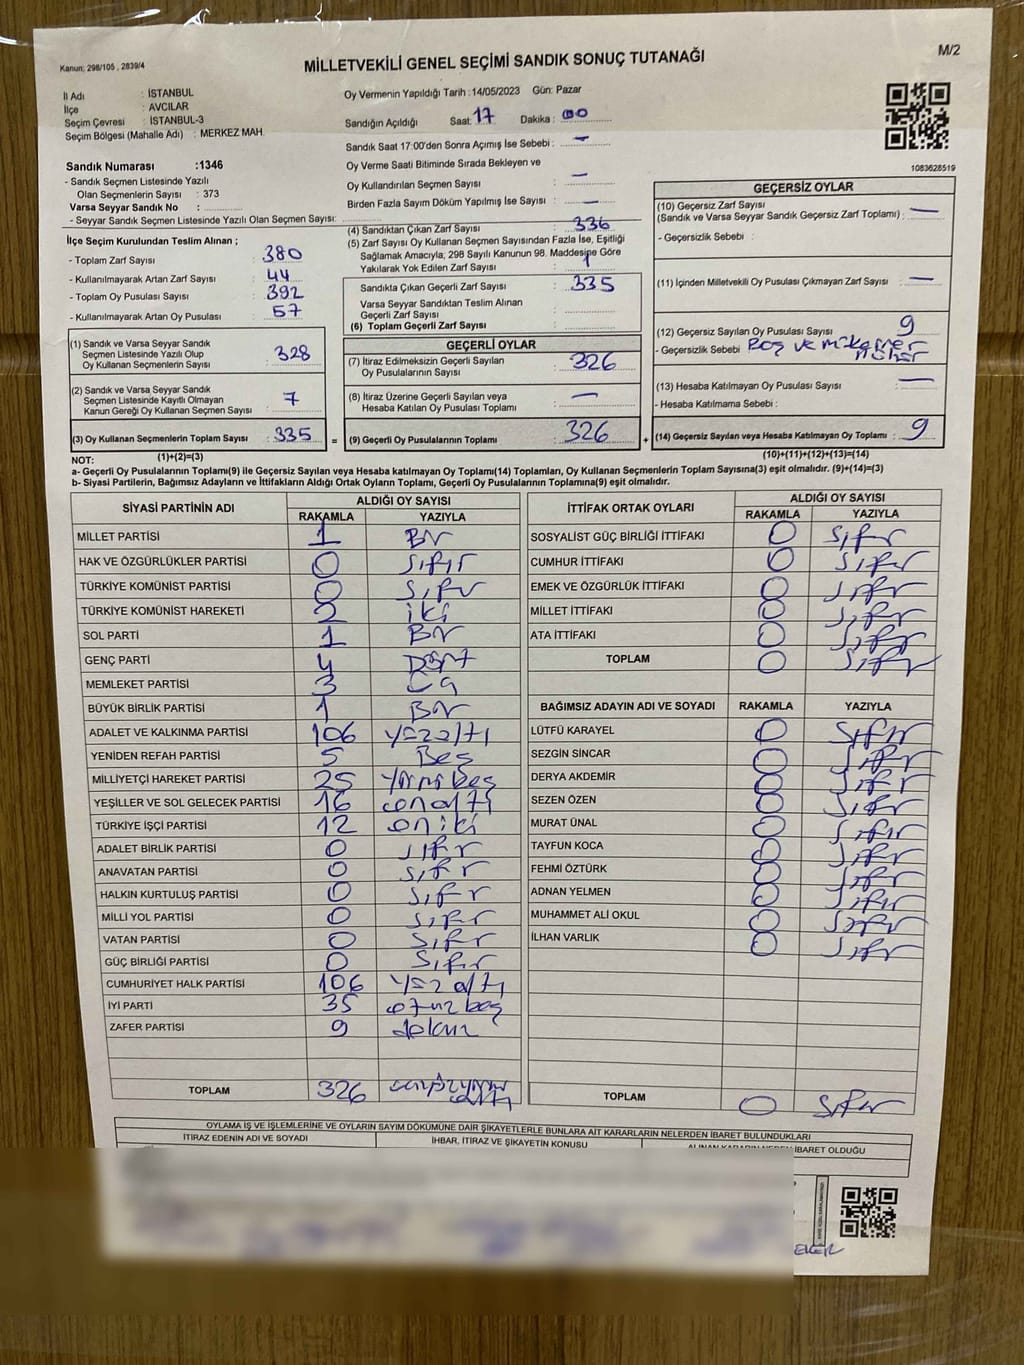 Kanun; 298/105 , 2839/4
MİLLETVEKİLİ GENEL SEÇİMİ SANDIK SONUÇ TUTANAĞI
M/2
İl Adı : İSTANBUL
İlçe : AVCILAR
Seçim Çevresi : İSTANBUL-3
Seçim Bölgesi (Mahalle Adı) : MERKEZ MAH.
Sandık Numarası :1346
- Sandık Seçmen Listesinde Yazılı
Olan Seçmenlerin Sayısı : 373
Varsa Seyyar Sandık No :
- Seyyar Sandık Seçmen Listesinde Yazılı Olan Seçmen Sayısı:
Oy Vermenin Yapıldığı Tarih :14/05/2023 Gün: Pazar
Sandığın Açıldığı Saat: 17 Dakika : 00
Sandık Saat 17:00'den Sonra Açımış İse Sebebi : —
Oy Verme Saati Bitiminde Sırada Bekleyen ve
Oy Kullandırılan Seçmen Sayısı : —
Birden Fazla Sayım Döküm Yapılmış İse Sayısı : —
1083628519
İlçe Seçim Kurulundan Teslim Alınan ;
- Toplam Zarf Sayısı : 380
- Kullanılmayarak Artan Zarf Sayısı : 44
- Toplam Oy Pusulası Sayısı : 392
- Kullanılmayarak Artan Oy Pusulası : 57
(4) Sandıktan Çıkan Zarf Sayısı : 336
(5) Zarf Sayısı Oy Kullanan Seçmen Sayısından Fazla İse, Eşitliği
Sağlamak Amacıyla; 298 Sayılı Kanunun 98. Maddesine Göre
Yakılarak Yok Edilen Zarf Sayısı : 1
Sandıkta Çıkan Geçerli Zarf Sayısı : 335
Varsa Seyyar Sandıktan Teslim Alınan
Geçerli Zarf Sayısı :
(6) Toplam Geçerli Zarf Sayısı :
GEÇERSİZ OYLAR
(10) Geçersiz Zarf Sayısı
(Sandık ve Varsa Seyyar Sandık Geçersiz Zarf Toplamı) : —
- Geçersizlik Sebebi :
(11) İçinden Milletvekili Oy Pusulası Çıkmayan Zarf Sayısı : —
(12) Geçersiz Sayılan Oy Pusulası Sayısı : 9
- Geçersizlik Sebebi Boş ve mükerrer
mühür
(13) Hesaba Katılmayan Oy Pusulası Sayısı : —
- Hesaba Katılmama Sebebi :
(1) Sandık ve Varsa Seyyar Sandık
Seçmen Listesinde Yazılı Olup
Oy Kullanan Seçmenlerin Sayısı : 328
(2) Sandık ve Varsa Seyyar Sandık
Seçmen Listesinde Kayıtlı Olmayan
Kanun Gereği Oy Kullanan Seçmen Sayısı : 7
GEÇERLİ OYLAR
(7) İtiraz Edilmeksizin Geçerli Sayılan
Oy Pusulalarının Sayısı : 326
(8) İtiraz Üzerine Geçerli Sayılan veya
Hesaba Katılan Oy Pusulası Toplamı : —
(3) Oy Kullanan Seçmenlerin Toplam Sayısı : 335 = (9) Geçerli Oy Pusulalarının Toplamı : 326 + (14) Geçersiz Sayılan veya Hesaba Katılmayan Oy Toplamı : 9
NOT: (1)+(2)=(3) (10)+(11)+(12)+(13)=(14)
a- Geçerli Oy Pusulalarının Toplamı(9) ile Geçersiz Sayılan veya Hesaba katılmayan Oy Toplamı(14) Toplamları, Oy Kullanan Seçmenlerin Toplam Sayısına(3) eşit olmalıdır. (9)+(14)=(3)
b- Siyasi Partilerin, Bağımsız Adayların ve İttifakların Aldığı Ortak Oyların Toplamı, Geçerli Oy Pusulalarının Toplamına(9) eşit olmalıdır.
SİYASİ PARTİNİN ADI ALDIĞI OY SAYISI
RAKAMLA YAZIYLA
MİLLET PARTİSİ 1 Bir
HAK VE ÖZGÜRLÜKLER PARTİSİ 0 Sıfır
TÜRKİYE KOMÜNİST PARTİSİ 0 Sıfır
TÜRKİYE KOMÜNİST HAREKETİ 2 iki
SOL PARTİ 1 Bir
GENÇ PARTİ 4 Dört
MEMLEKET PARTİSİ 3 Üç
BÜYÜK BİRLİK PARTİSİ 1 Bir
ADALET VE KALKINMA PARTİSİ 106 yüzaltı
YENİDEN REFAH PARTİSİ 5 Beş
MİLLİYETÇİ HAREKET PARTİSİ 25 yirmi beş
YEŞİLLER VE SOL GELECEK PARTİSİ 16 onaltı
TÜRKİYE İŞÇİ PARTİSİ 12 on iki
ADALET BİRLİK PARTİSİ 0 sıfır
ANAVATAN PARTİSİ 0 sıfır
HALKIN KURTULUŞ PARTİSİ 0 sıfır
MİLLİ YOL PARTİSİ 0 sıfır
VATAN PARTİSİ 0 sıfır
GÜÇ BİRLİĞİ PARTİSİ 0 sıfır
CUMHURİYET HALK PARTİSİ 106 yüz altı
İYİ PARTİ 35 otuz beş
ZAFER PARTİSİ 9 dokuz
TOPLAM 326 üçyüzyirmi
altı
İTTİFAK ORTAK OYLARI ALDIĞI OY SAYISI
RAKAMLA YAZIYLA
SOSYALİST GÜÇ BİRLİĞİ İTTİFAKI 0 sıfır
CUMHUR İTTİFAKI 0 sıfır
EMEK VE ÖZGÜRLÜK İTTİFAKI 0 sıfır
MİLLET İTTİFAKI 0 sıfır
ATA İTTİFAKI 0 sıfır
TOPLAM 0 sıfır
BAĞIMSIZ ADAYIN ADI VE SOYADI RAKAMLA YAZIYLA
LÜTFÜ KARAYEL 0 sıfır
SEZGİN SİNCAR 0 sıfır
DERYA AKDEMİR 0 sıfır
SEZEN ÖZEN 0 sıfır
MURAT ÜNAL 0 sıfır
TAYFUN KOCA 0 sıfır
FEHMİ ÖZTÜRK 0 sıfır
ADNAN YELMEN 0 sıfır
MUHAMMET ALİ OKUL 0 sıfır
İLHAN VARLIK 0 sıfır
TOPLAM 0 sıfır
OYLAMA İŞ VE İŞLEMLERİNE VE OYLARIN SAYIM DÖKÜMÜNE DAİR ŞİKAYETLERLE BUNLARA AİT KARARLARIN NELERDEN İBARET BULUNDUKLARI
İTİRAZ EDENİN ADI VE SOYADI İHBAR, İTİRAZ VE ŞİKAYETİN KONUSU ALINAN KARARIN NEDEN İBARET OLDUĞU